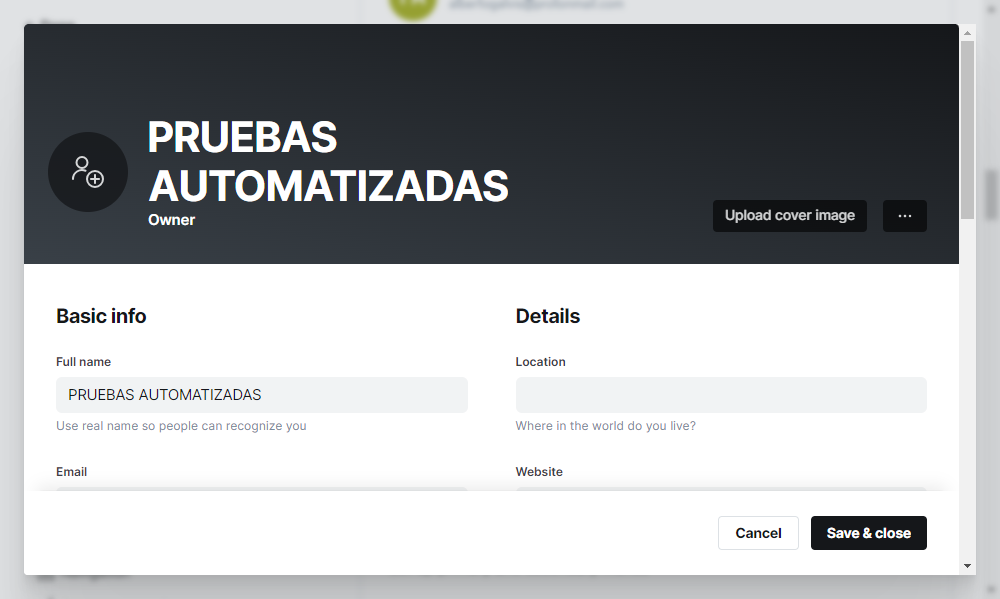 PRUEBAS
AUTOMATIZADAS
Owner
Upload cover image
Basic info
Details
Full name
Location
PRUEBAS AUTOMATIZADAS
Use real name so people can recognize you
Where in the world do you live?
Email
Website
Cancel
Save & close